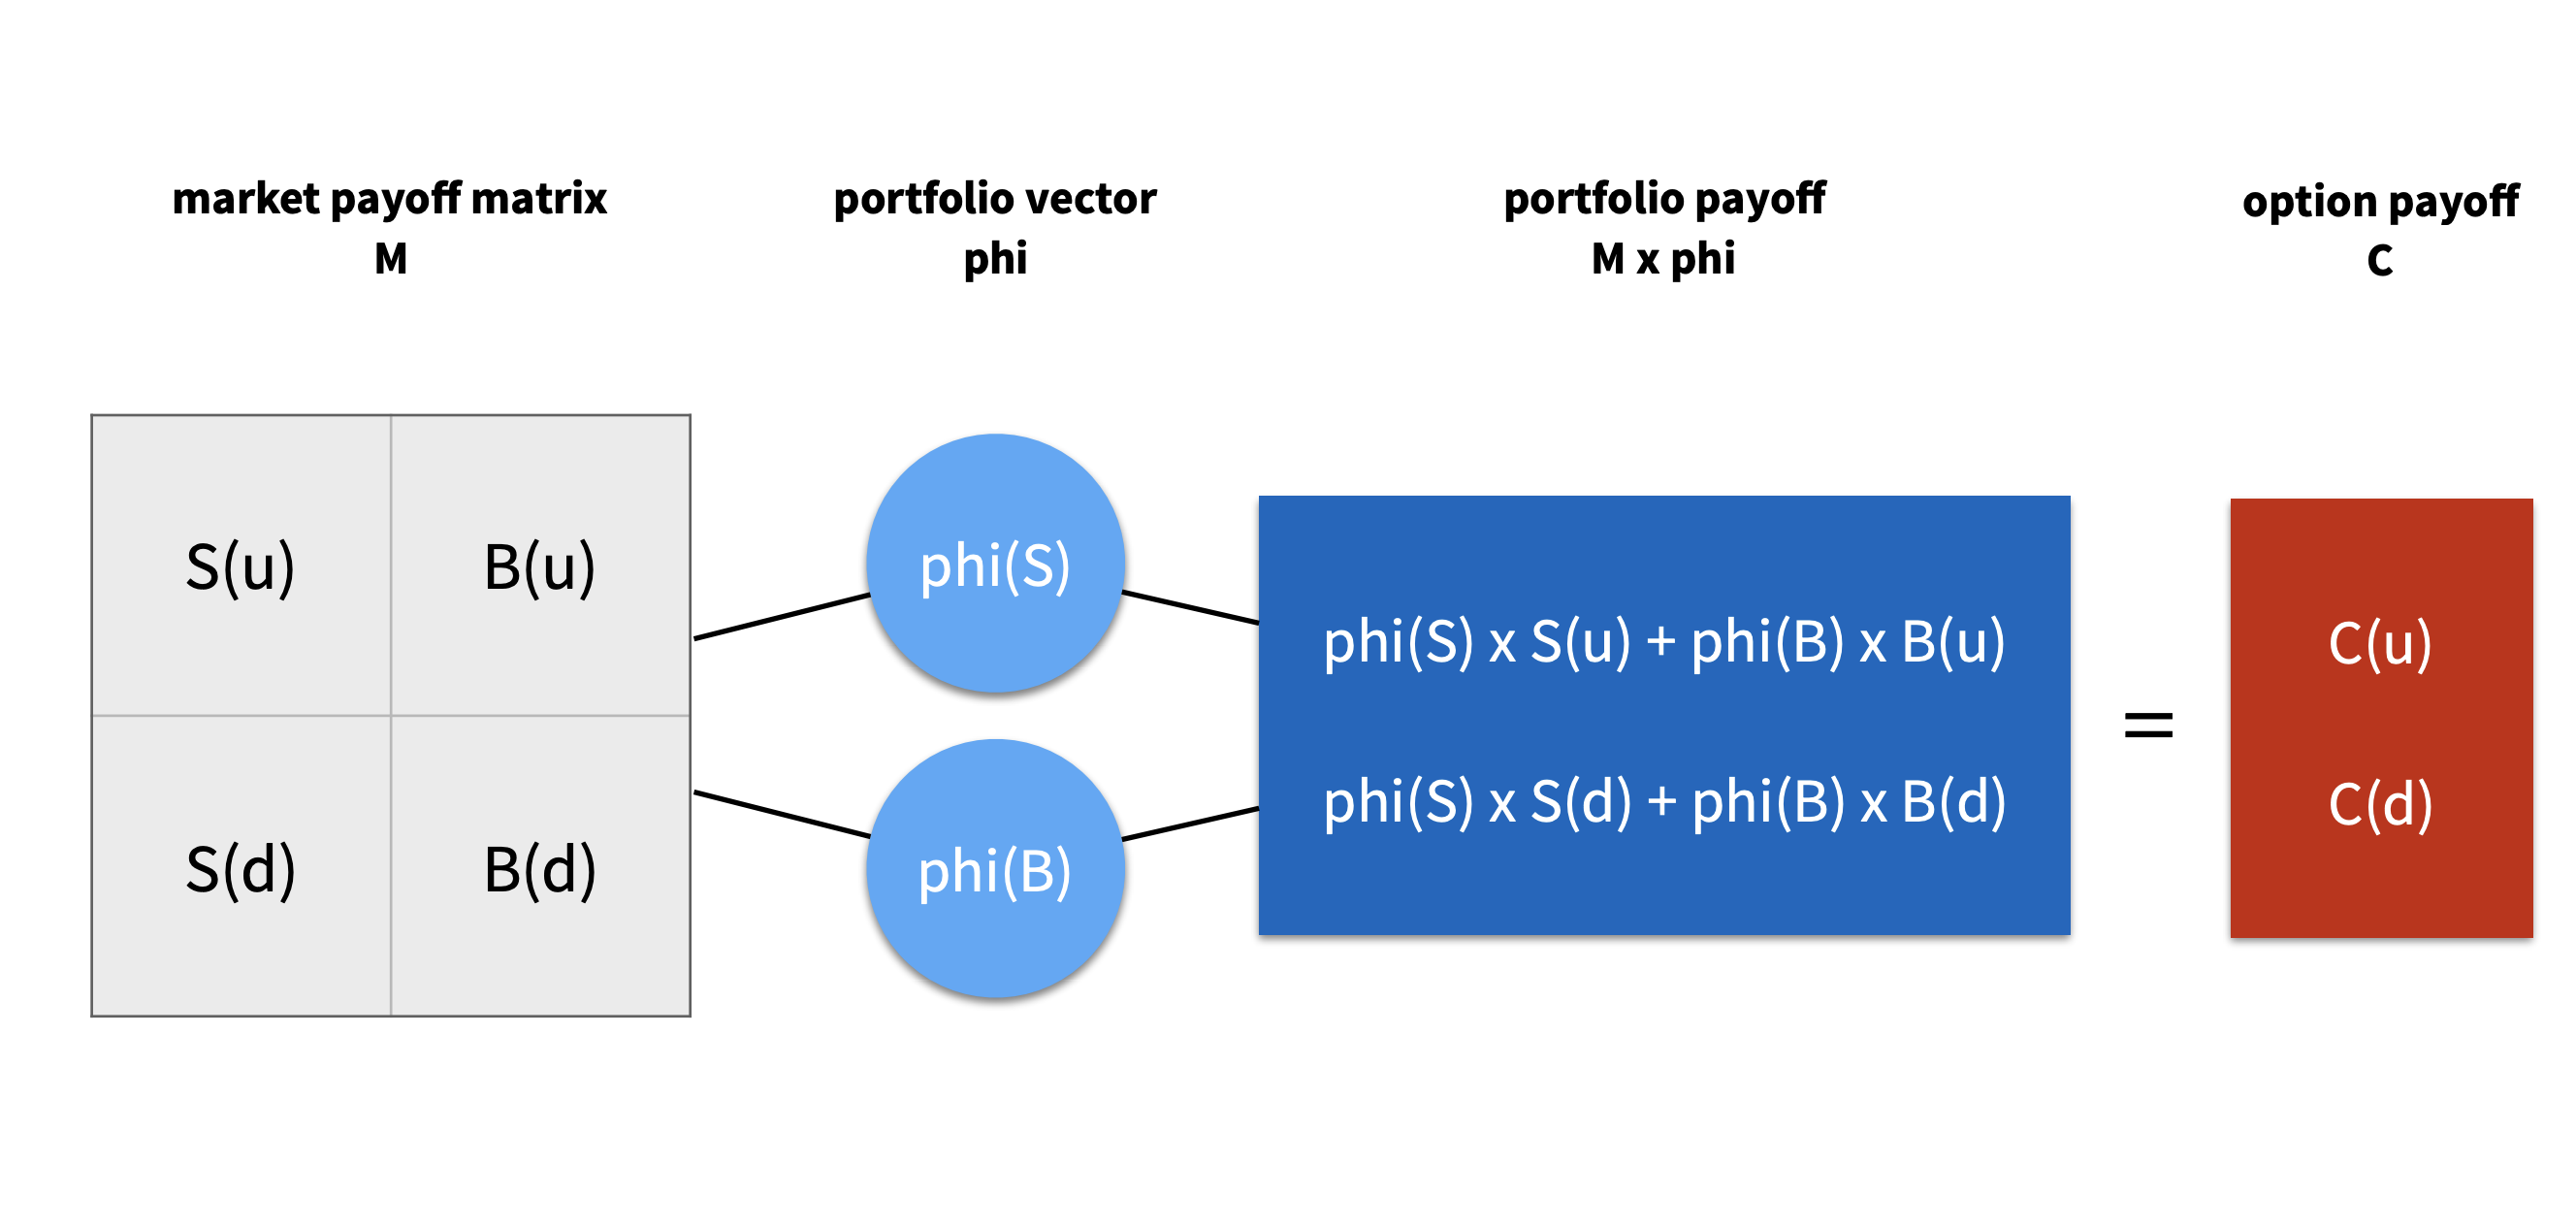 market payoff matrix
M
portfolio vector
phi
portfolio payoff
M x phi
option payoff
C
S(u)
B(u)
S(d)
B(d)
phi(S)
phi(B)
phi(S) x S(u) + phi(B) x B(u)
phi(S) x S(d) + phi(B) x B(d)
=
C(u)
C(d)